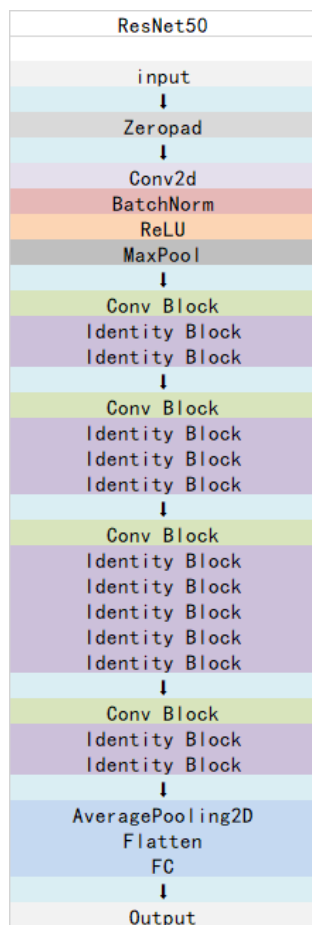 ResNet50
input
⬇
Zeropad
⬇
Conv2d
BatchNorm
ReLU
MaxPool
⬇
Conv Block
Identity Block
Identity Block
⬇
Conv Block
Identity Block
Identity Block
Identity Block
⬇
Conv Block
Identity Block
Identity Block
Identity Block
Identity Block
Identity Block
⬇
Conv Block
Identity Block
Identity Block
⬇
AveragePooling2D
Flatten
FC
⬇
Output